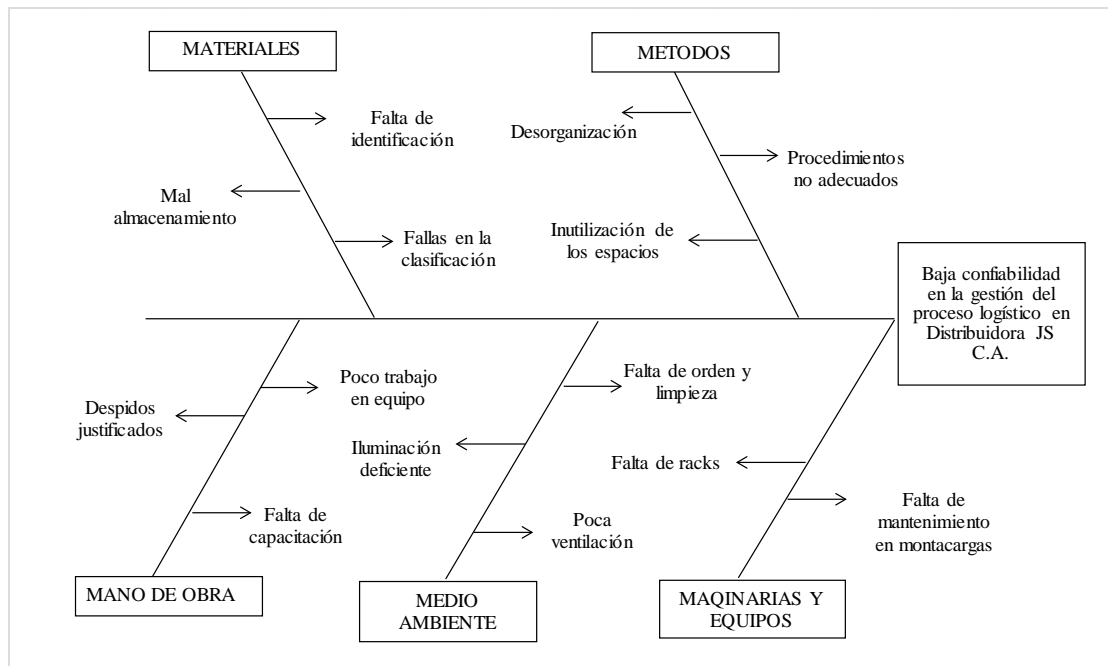 MATERIALES
METODOS
Falta de
identificación
Mal
almacenamiento
Fallas en la
clasificación
Desorganización
Procedimientos
no adecuados
Inutilización de
los espacios
Baja confiabilidad
en la gestión del
proceso logístico en
Distribuidora JS
C.A.
Poco trabajo
en equipo
Despidos
justificados
Falta de
capacitación
Falta de orden y
limpieza
Iluminación
deficiente
Poca
ventilación
Falta de racks
Falta de
mantenimiento
en montacargas
MANO DE OBRA
MEDIO
AMBIENTE
MAQINARIAS Y
EQUIPOS